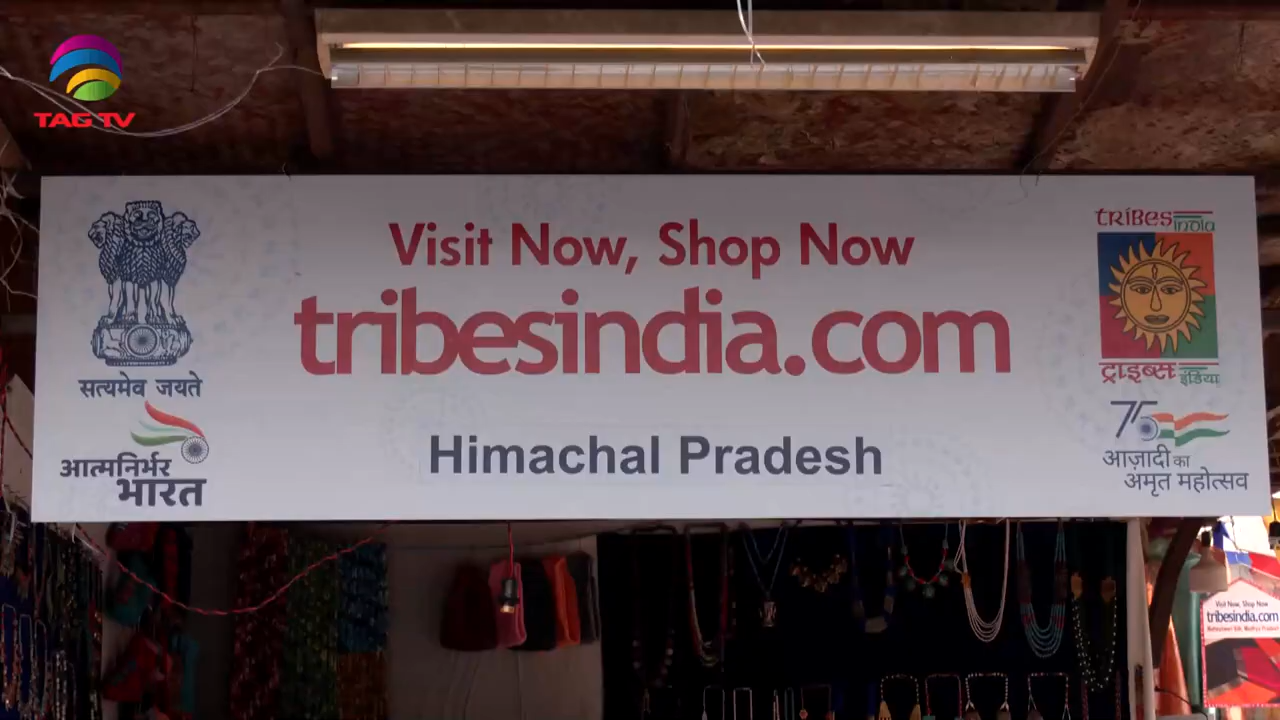 TAG TV
Visit Now, Shop Now
tribesindia.com
Himachal Pradesh
सत्यमेव जयते
आत्मनिर्भर
भारत
TRIBES
india
ट्राइब्स
इंडिया
75
आज़ादी का
अमृत महोत्सव
Visit Now, Shop Now
tribesindia.com